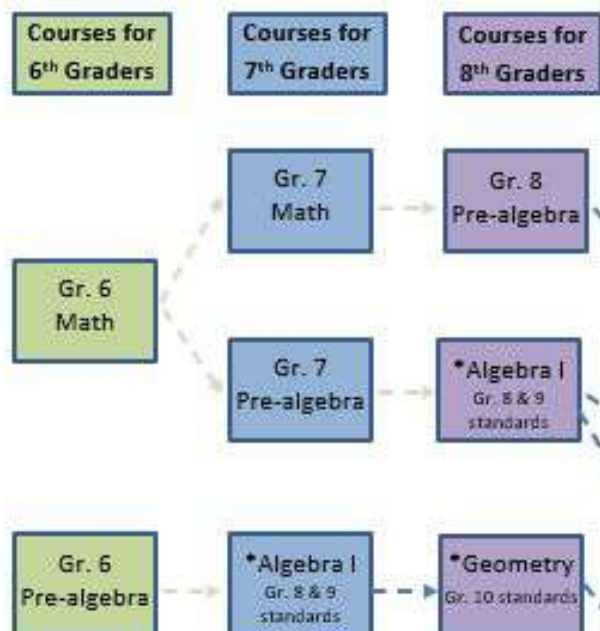 Courses for
6th Graders
Courses for
7th Graders
Courses for
8th Graders
Gr. 7
Math
Gr. 8
Pre-algebra
Gr. 6
Math
Gr. 7
Pre-algebra
*Algebra I
Gr. 8 & 9
standards
Gr. 6
Pre-algebra
*Algebra I
Gr. 8 & 9
standards
*Geometry
Gr. 10 standards